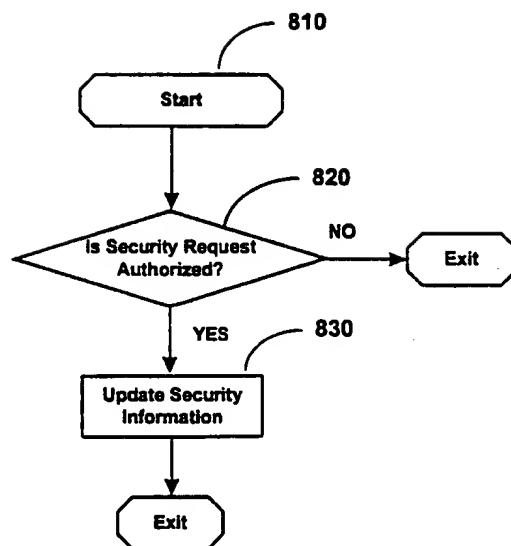 810
Start
820
Is Security Request
Authorized?
NO
Exit
YES
830
Update Security
Information
Exit